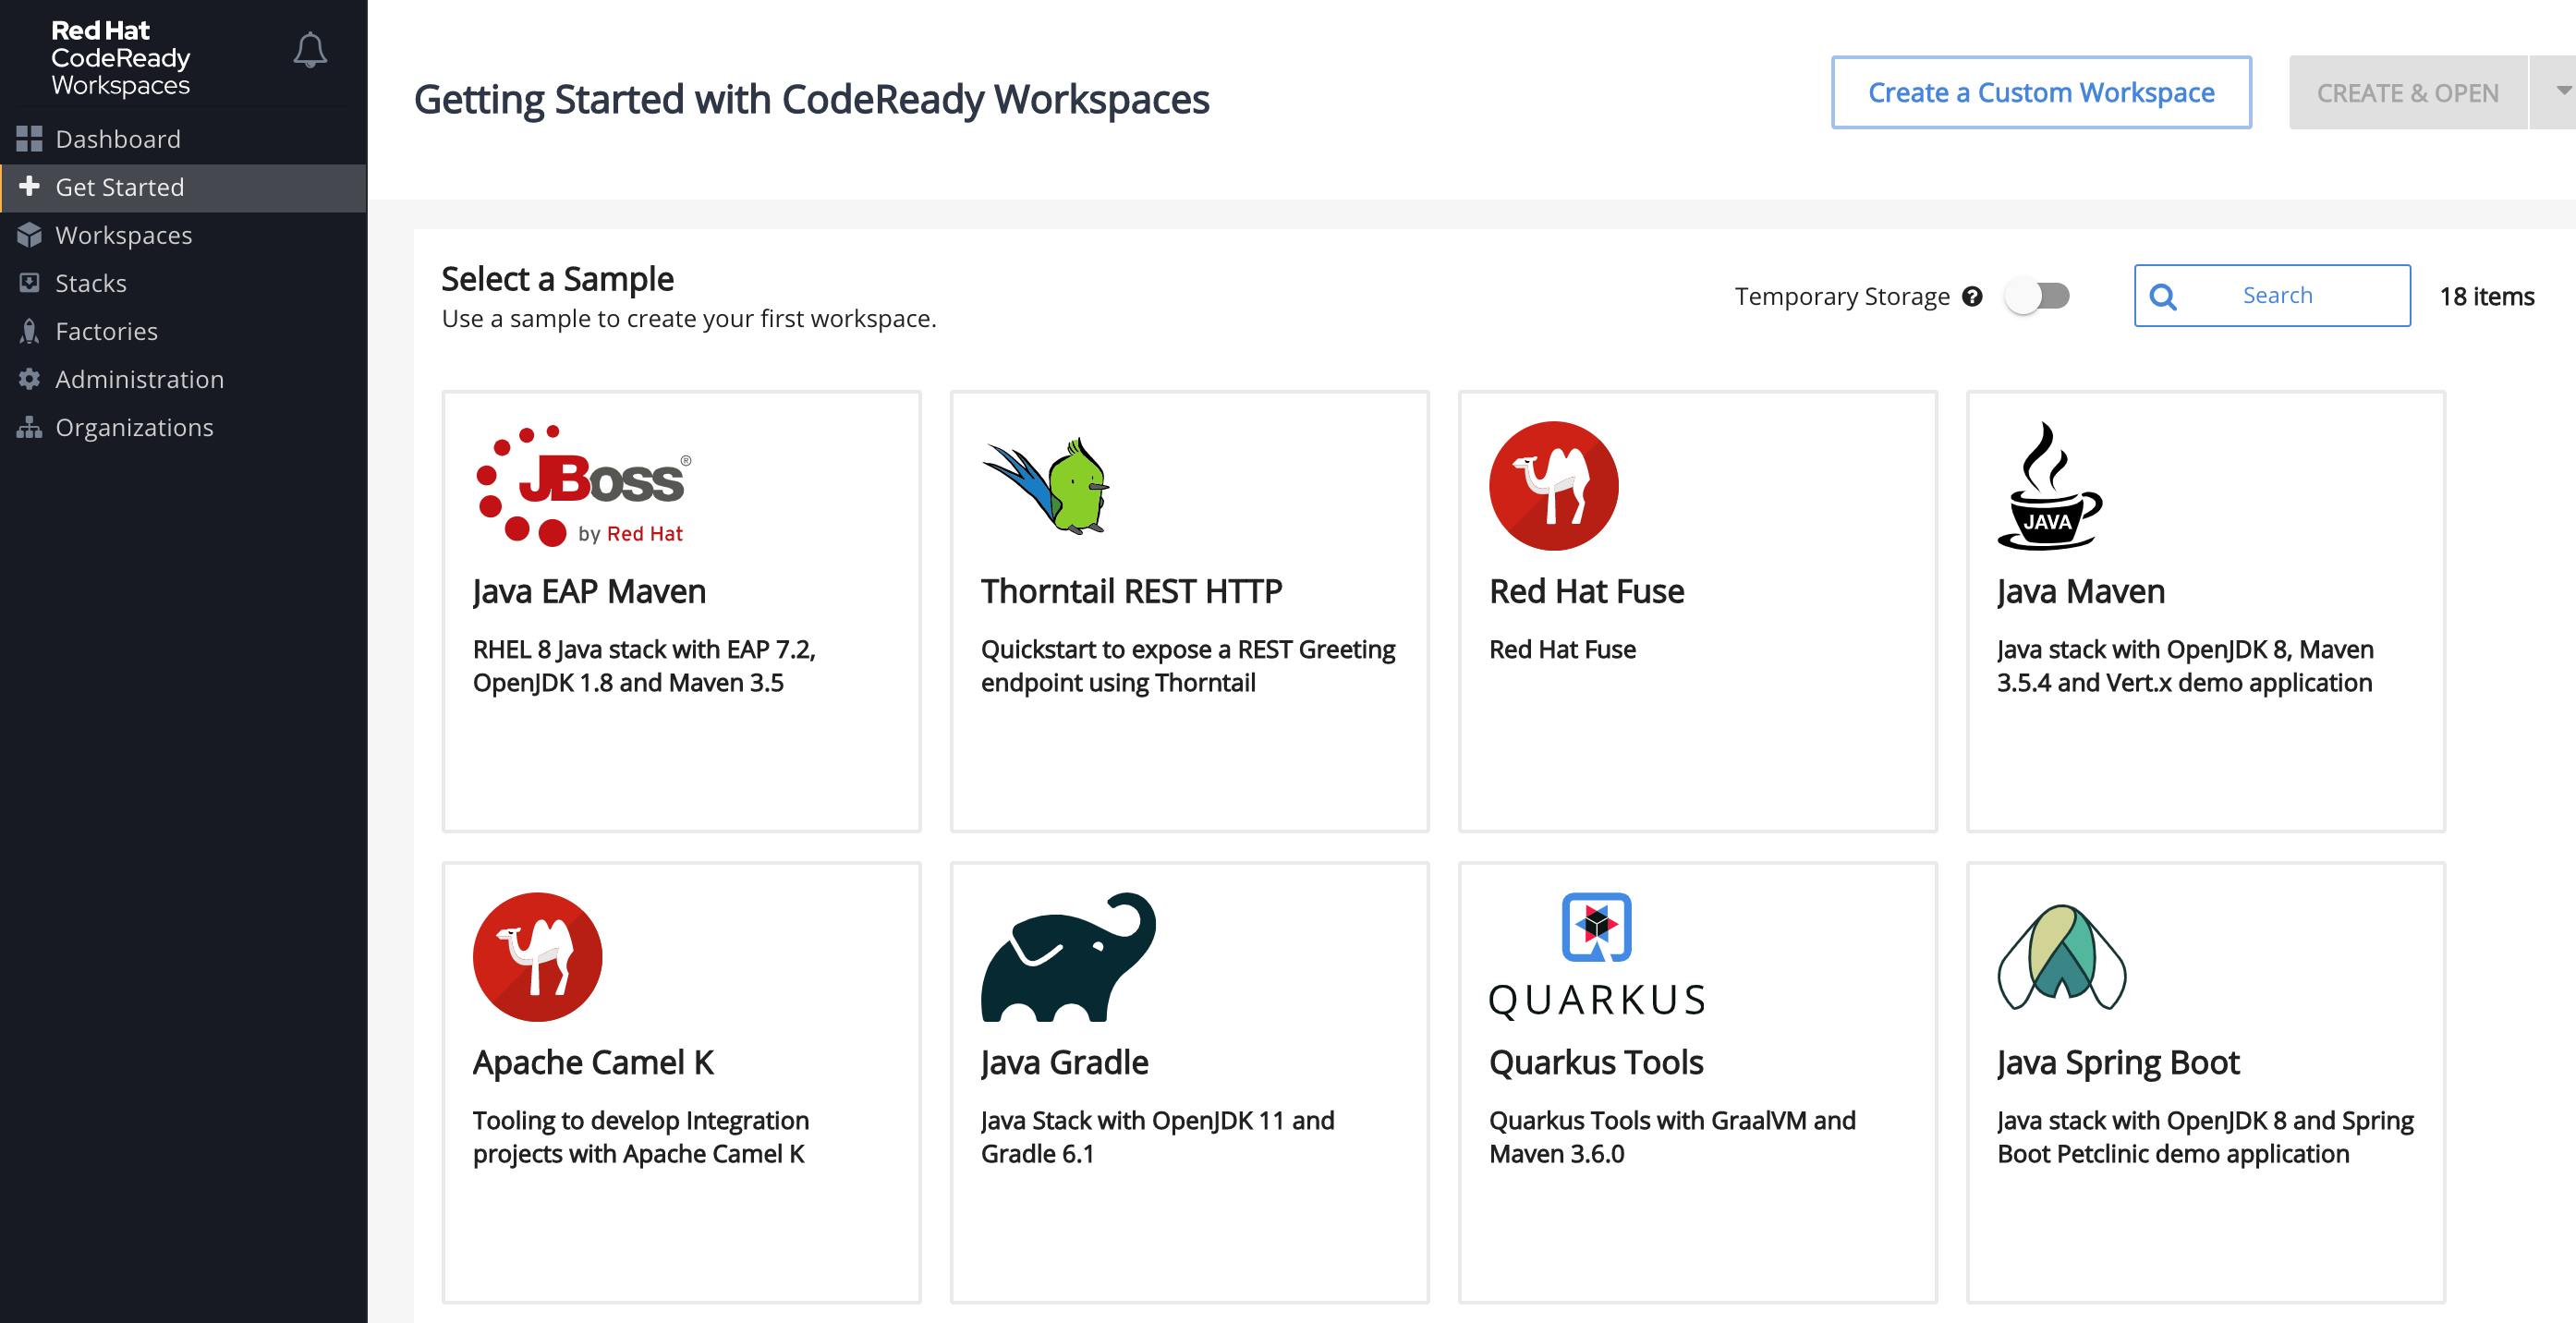 Red Hat
CodeReady
Workspaces
Dashboard
Get Started
Workspaces
Stacks
Factories
Administration
Organizations
Getting Started with CodeReady Workspaces
Create a Custom Workspace
CREATE & OPEN
Select a Sample
Use a sample to create your first workspace.
Temporary Storage ?
Search
18 items
JBoss®
by Red Hat
Java EAP Maven
RHEL 8 Java stack with EAP 7.2,
OpenJDK 1.8 and Maven 3.5
Thorntail REST HTTP
Quickstart to expose a REST Greeting
endpoint using Thorntail
Red Hat Fuse
Red Hat Fuse
JAVA
Java Maven
Java stack with OpenJDK 8, Maven
3.5.4 and Vert.x demo application
Apache Camel K
Tooling to develop Integration
projects with Apache Camel K
Java Gradle
Java Stack with OpenJDK 11 and
Gradle 6.1
QUARKUS
Quarkus Tools
Quarkus Tools with GraalVM and
Maven 3.6.0
Java Spring Boot
Java stack with OpenJDK 8 and Spring
Boot Petclinic demo application